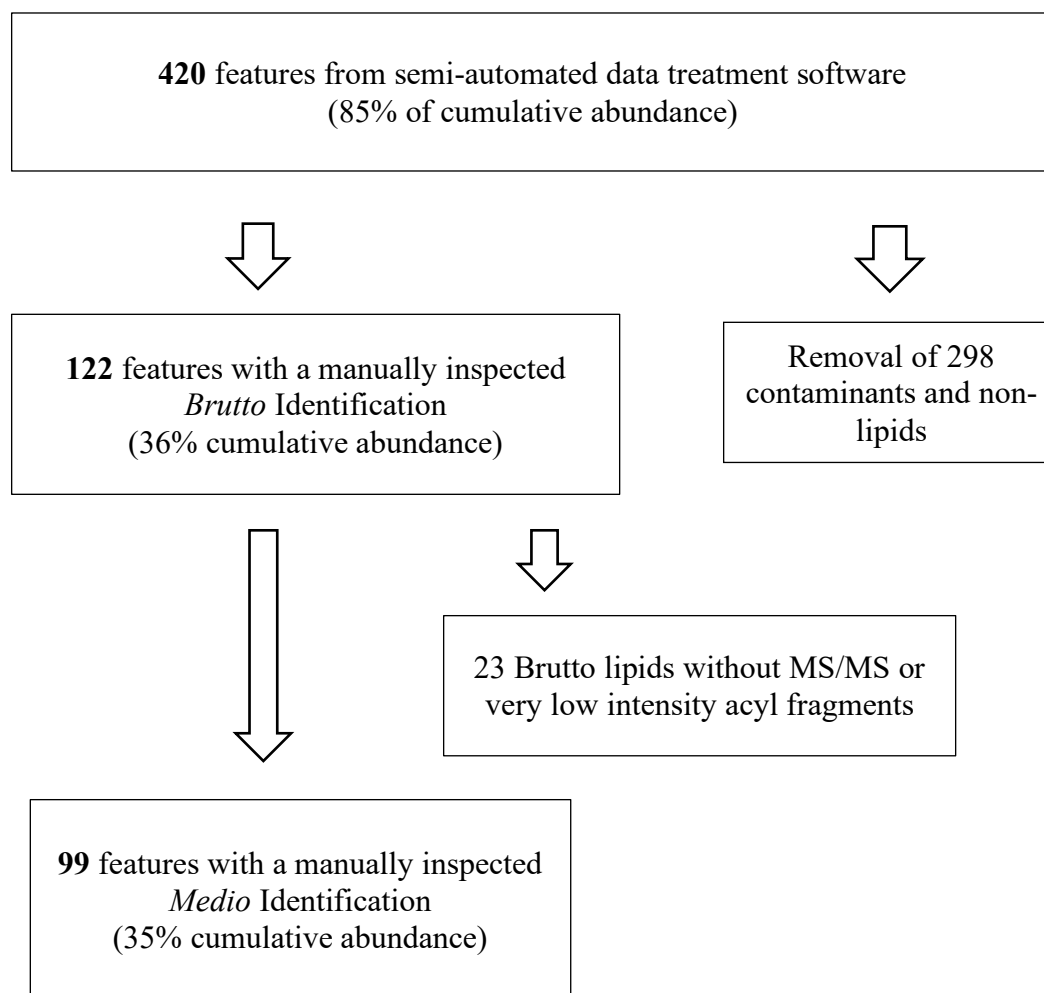 420 features from semi-automated data treatment software
(85% of cumulative abundance)
122 features with a manually inspected
Brutto Identification
(36% cumulative abundance)
Removal of 298
contaminants and non-
lipids
23 Brutto lipids without MS/MS or
very low intensity acyl fragments
99 features with a manually inspected
Medio Identification
(35% cumulative abundance)